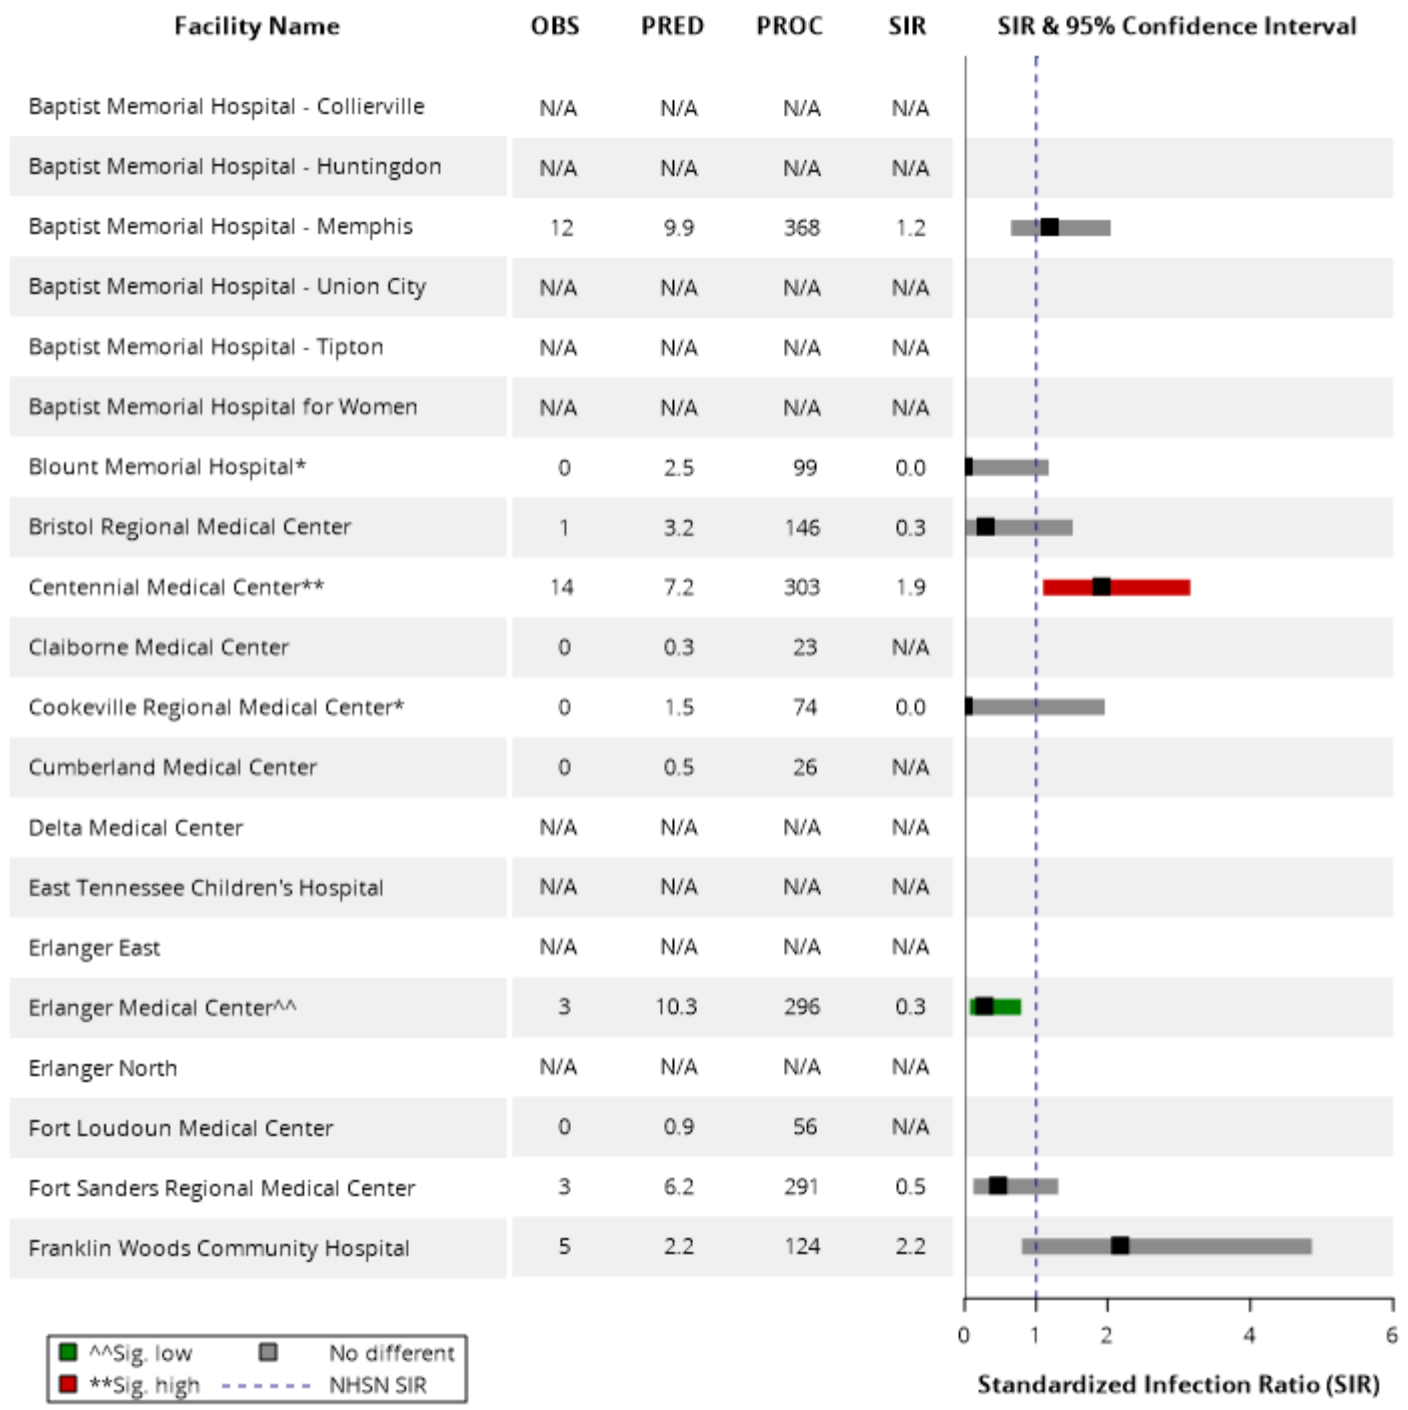 Facility Name OBS PRED PROC SIR SIR & 95% Confidence Interval
Baptist Memorial Hospital - Collierville N/A N/A N/A N/A
Baptist Memorial Hospital - Huntingdon N/A N/A N/A N/A
Baptist Memorial Hospital - Memphis 12 9.9 368 1.2
Baptist Memorial Hospital - Union City N/A N/A N/A N/A
Baptist Memorial Hospital - Tipton N/A N/A N/A N/A
Baptist Memorial Hospital for Women N/A N/A N/A N/A
Blount Memorial Hospital* 0 2.5 99 0.0
Bristol Regional Medical Center 1 3.2 146 0.3
Centennial Medical Center** 14 7.2 303 1.9
Claiborne Medical Center 0 0.3 23 N/A
Cookeville Regional Medical Center* 0 1.5 74 0.0
Cumberland Medical Center 0 0.5 26 N/A
Delta Medical Center N/A N/A N/A N/A
East Tennessee Children's Hospital N/A N/A N/A N/A
Erlanger East N/A N/A N/A N/A
Erlanger Medical Center^^ 3 10.3 296 0.3
Erlanger North N/A N/A N/A N/A
Fort Loudoun Medical Center 0 0.9 56 N/A
Fort Sanders Regional Medical Center 3 6.2 291 0.5
Franklin Woods Community Hospital 5 2.2 124 2.2
0 1 2 4 6
^^Sig. low No different
**Sig. high NHSN SIR
Standardized Infection Ratio (SIR)